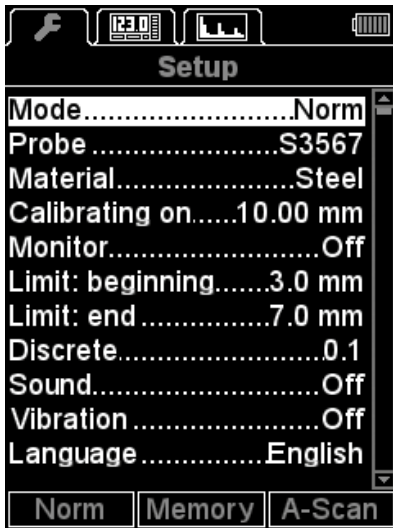 123.0
Setup
Mode.......................Norm
Probe ....................S3567
Material....................Steel
Calibrating on......10.00 mm
Monitor.......................Off
Limit: beginning.......3.0 mm
Limit: end ..............7.0 mm
Discrete.........................0.1
Sound.........................Off
Vibration ....................Off
Language..............English
Norm Memory A-Scan